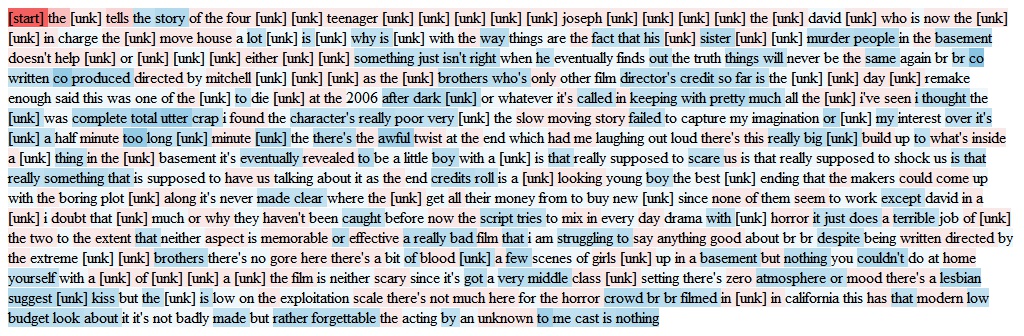 [start] the [unk] tells the story of the four [unk] [unk] teenager [unk] [unk] [unk] [unk] [unk] joseph [unk] [unk] [unk] the [unk] david [unk] who is now the [unk]
[unk] in charge the [unk] move house a lot [unk] is [unk] why is [unk] with the way things are the fact that his [unk] sister [unk] [unk] murder people in the basement
doesn't help [unk] or [unk] [unk] [unk] either [unk] [unk] something just isn't right when he eventually finds out the truth things will never be the same again br br co
written co produced directed by mitchell [unk] [unk] [unk] as the [unk] brothers who's only other film director's credit so far is the [unk] [unk] day [unk] remake
enough said this was one of the [unk] to die [unk] at the 2006 after dark [unk] or whatever it's called in keeping with pretty much all the [unk] i've seen i thought the
[unk] was complete total utter crap i found the character's really poor very [unk] the slow moving story failed to capture my imagination or [unk] my interest over it's
[unk] a half minute too long [unk] minute [unk] the there's the awful twist at the end which had me laughing out loud there's this really big [unk] build up to what's inside
a [unk] thing in the [unk] basement it's eventually revealed to be a little boy with a [unk] is that really supposed to scare us is that really supposed to shock us is that
really something that is supposed to have us talking about it as the end credits roll is a [unk] looking young boy the best [unk] ending that the makers could come up
with the boring plot [unk] along it's never made clear where the [unk] get all their money from to buy new [unk] since none of them seem to work except david in a
[unk] i doubt that [unk] much or why they haven't been caught before now the script tries to mix in every day drama with [unk] horror it just does a terrible job of [unk]
the two to the extent that neither aspect is memorable or effective a really bad film that i am struggling to say anything good about br br despite being written directed by
the extreme [unk] [unk] brothers there's no gore here there's a bit of blood [unk] a few scenes of girls [unk] up in a basement but nothing you couldn't do at home
yourself with a [unk] of [unk] [unk] a [unk] the film is neither scary since it's got a very middle class [unk] setting there's zero atmosphere or mood there's a lesbian
suggest [unk] kiss but the [unk] is low on the exploitation scale there's not much here for the horror crowd br br filmed in [unk] in california this has that modern low
budget look about it it's not badly made but rather forgettable the acting by an unknown to me cast is nothing